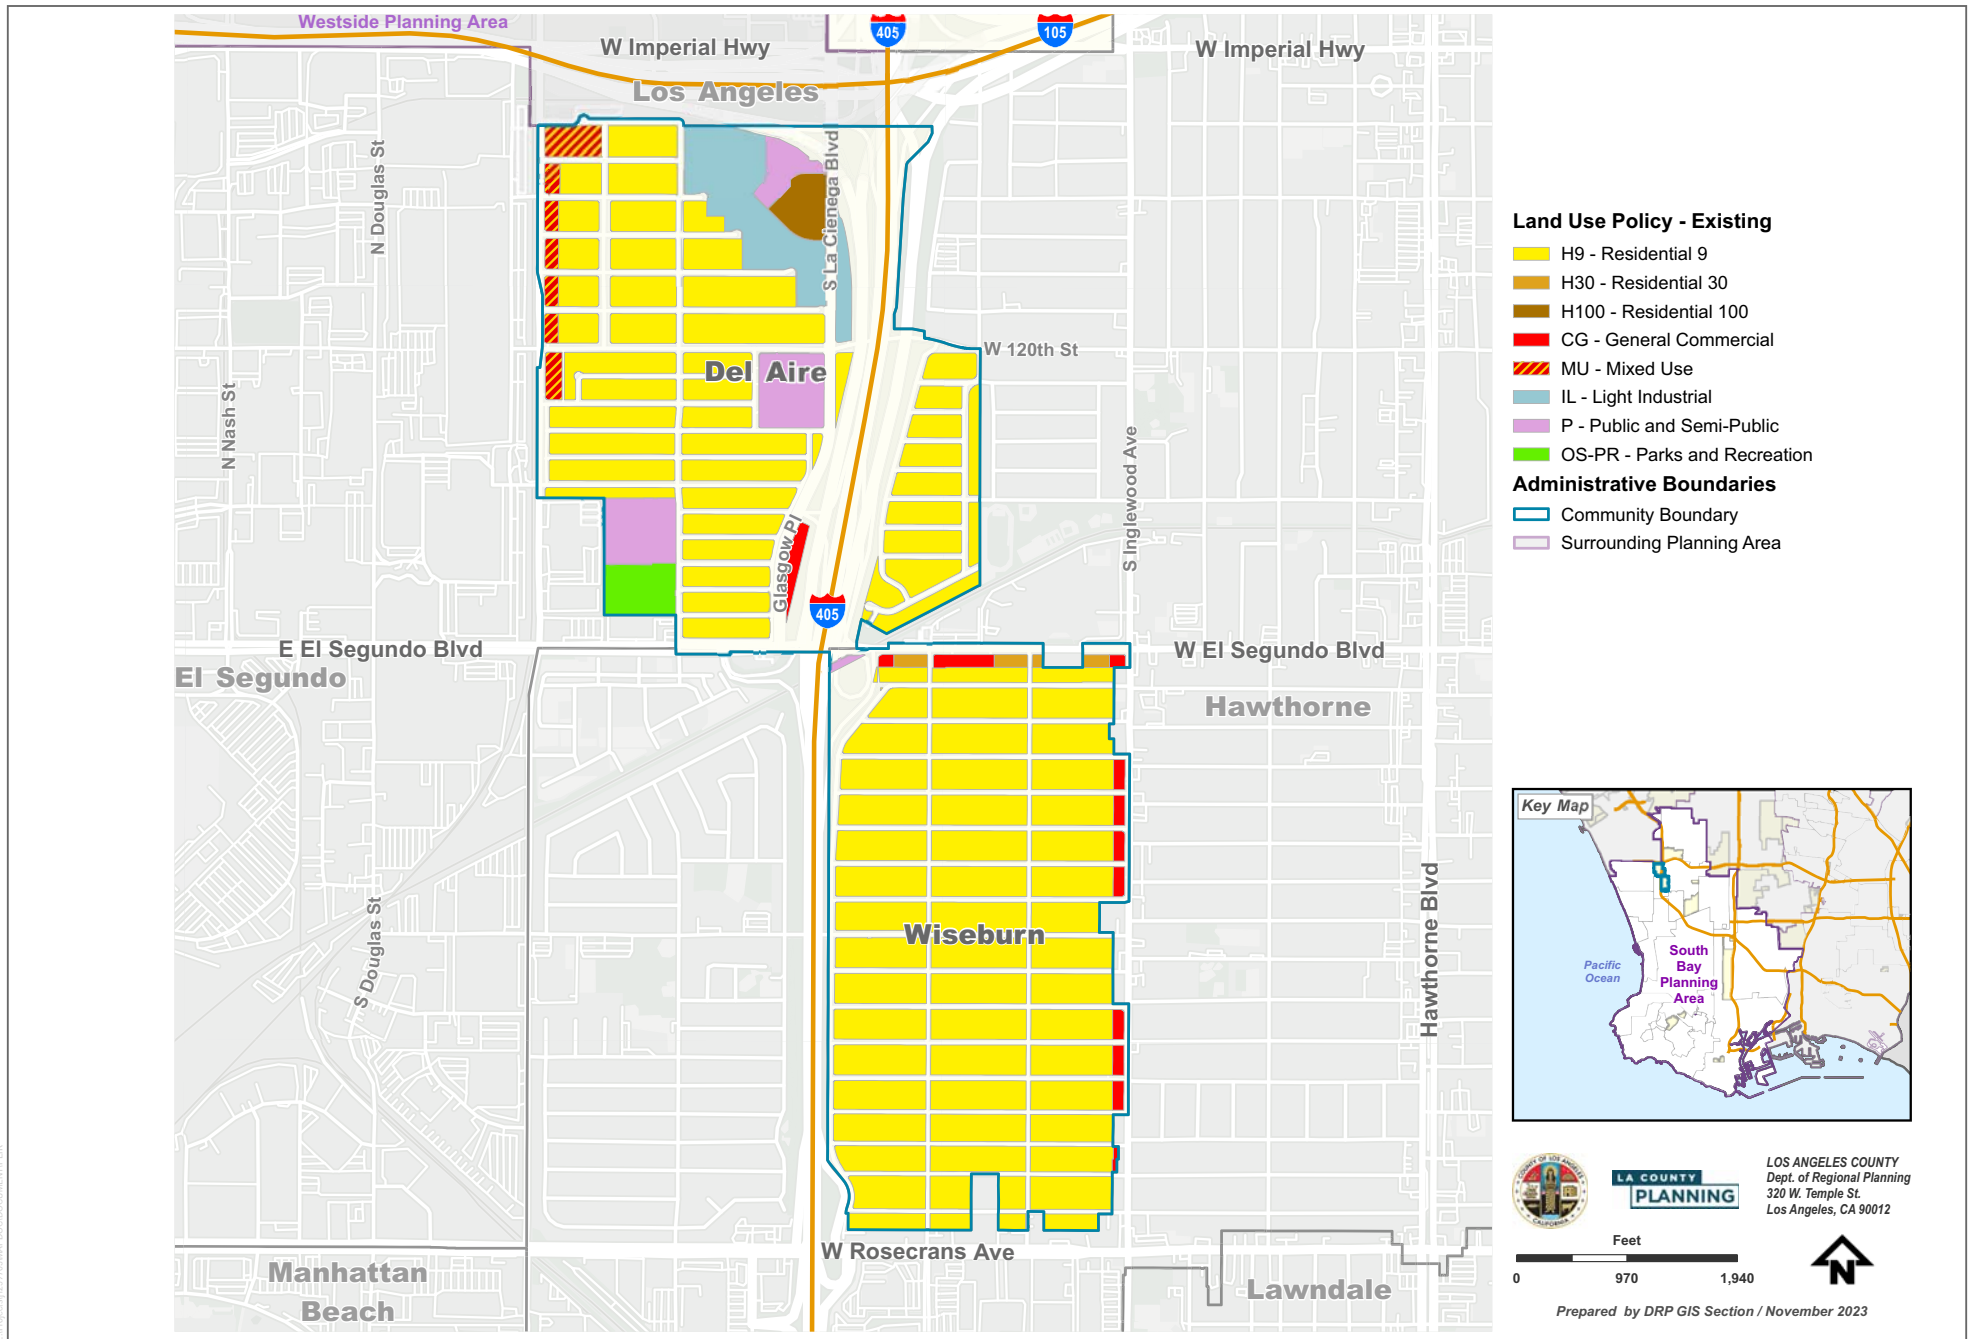 Westside Planning Area
405
105
W Imperial Hwy
W Imperial Hwy
Los Angeles
N Douglas St
S La Cienega Blvd
W 120th St
Del Aire
N Nash St
S Inglewood Ave
Glasgow Pl
405
E El Segundo Blvd
W El Segundo Blvd
El Segundo
Hawthorne
Hawthorne Blvd
S Douglas St
Wiseburn
W Rosecrans Ave
Manhattan
Beach
Lawndale
Land Use Policy - Existing
H9 - Residential 9
H30 - Residential 30
H100 - Residential 100
CG - General Commercial
MU - Mixed Use
IL - Light Industrial
P - Public and Semi-Public
OS-PR - Parks and Recreation
Administrative Boundaries
Community Boundary
Surrounding Planning Area
Key Map
Pacific
Ocean
South
Bay
Planning
Area
COUNTY OF LOS ANGELES
CALIFORNIA
LA COUNTY
PLANNING
LOS ANGELES COUNTY
Dept. of Regional Planning
320 W. Temple St.
Los Angeles, CA 90012
Feet
0 970 1,940
N
Prepared by DRP GIS Section / November 2023